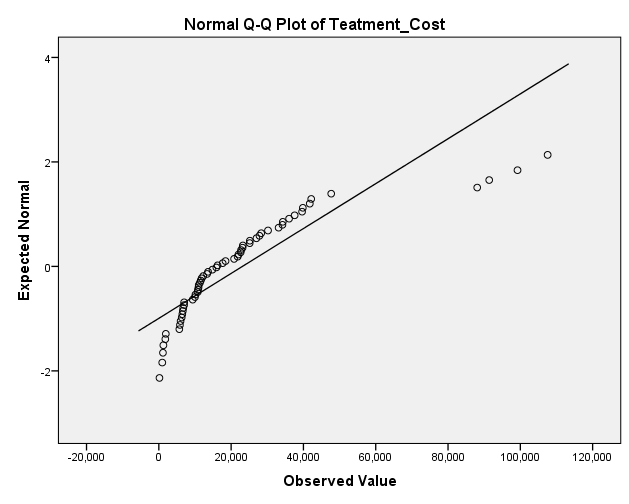 Normal Q-Q Plot of Teatment_Cost
4
2
0
-2
Expected Normal
-20,000 0 20,000 40,000 60,000 80,000 100,000 120,000
Observed Value